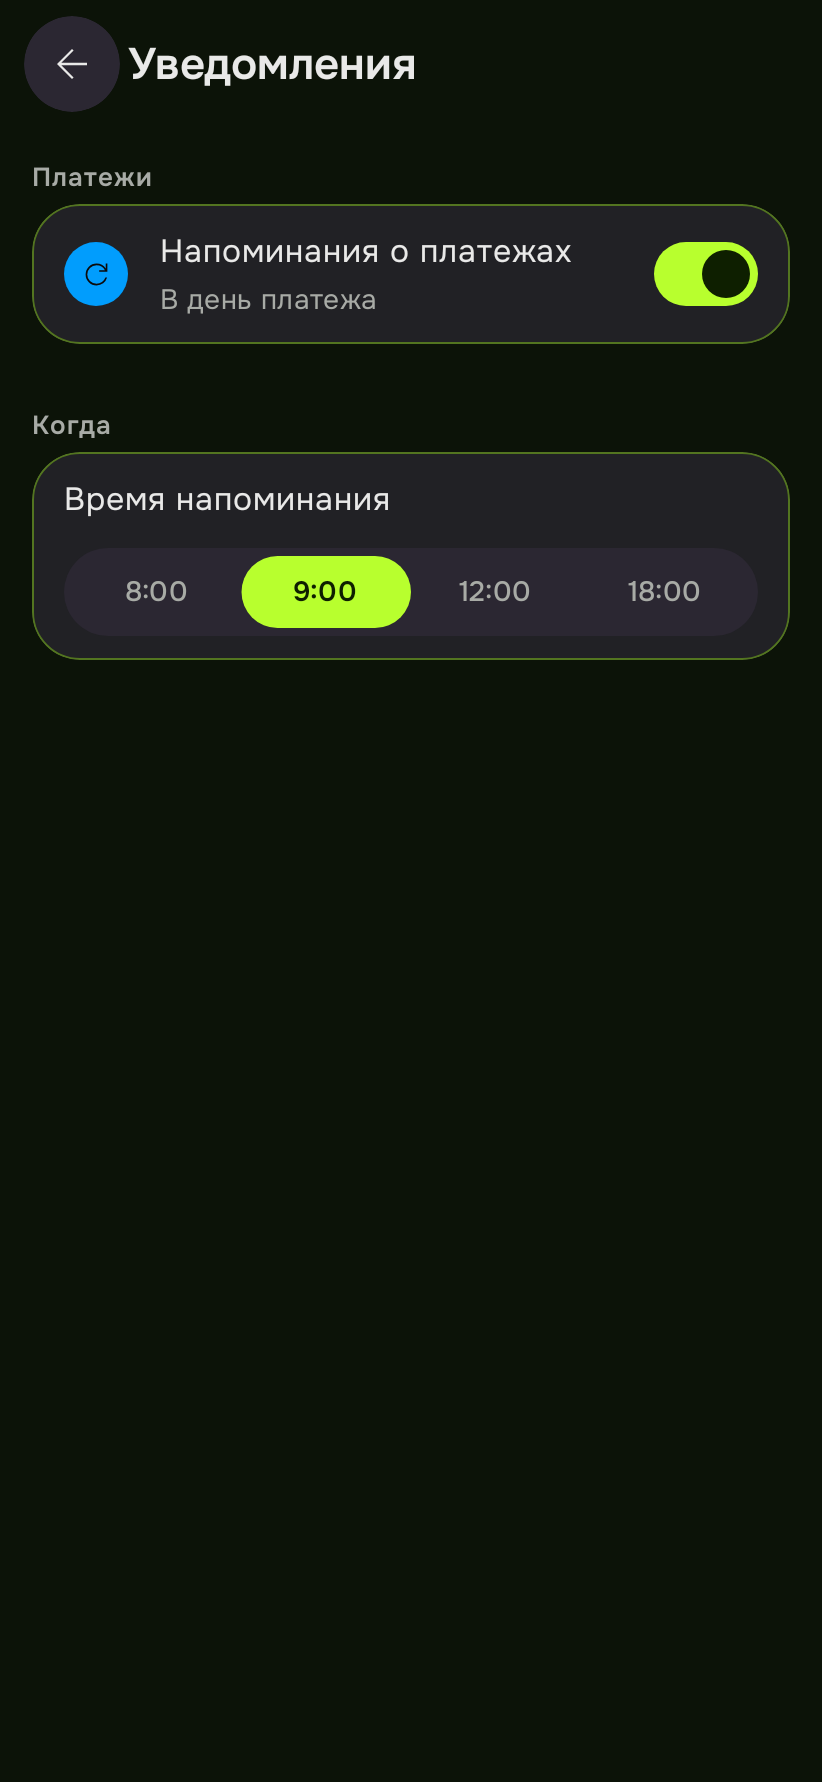 Уведомления
Платежи
Напоминания о платежах
В день платежа
Когда
Время напоминания
8:00 9:00 12:00 18:00